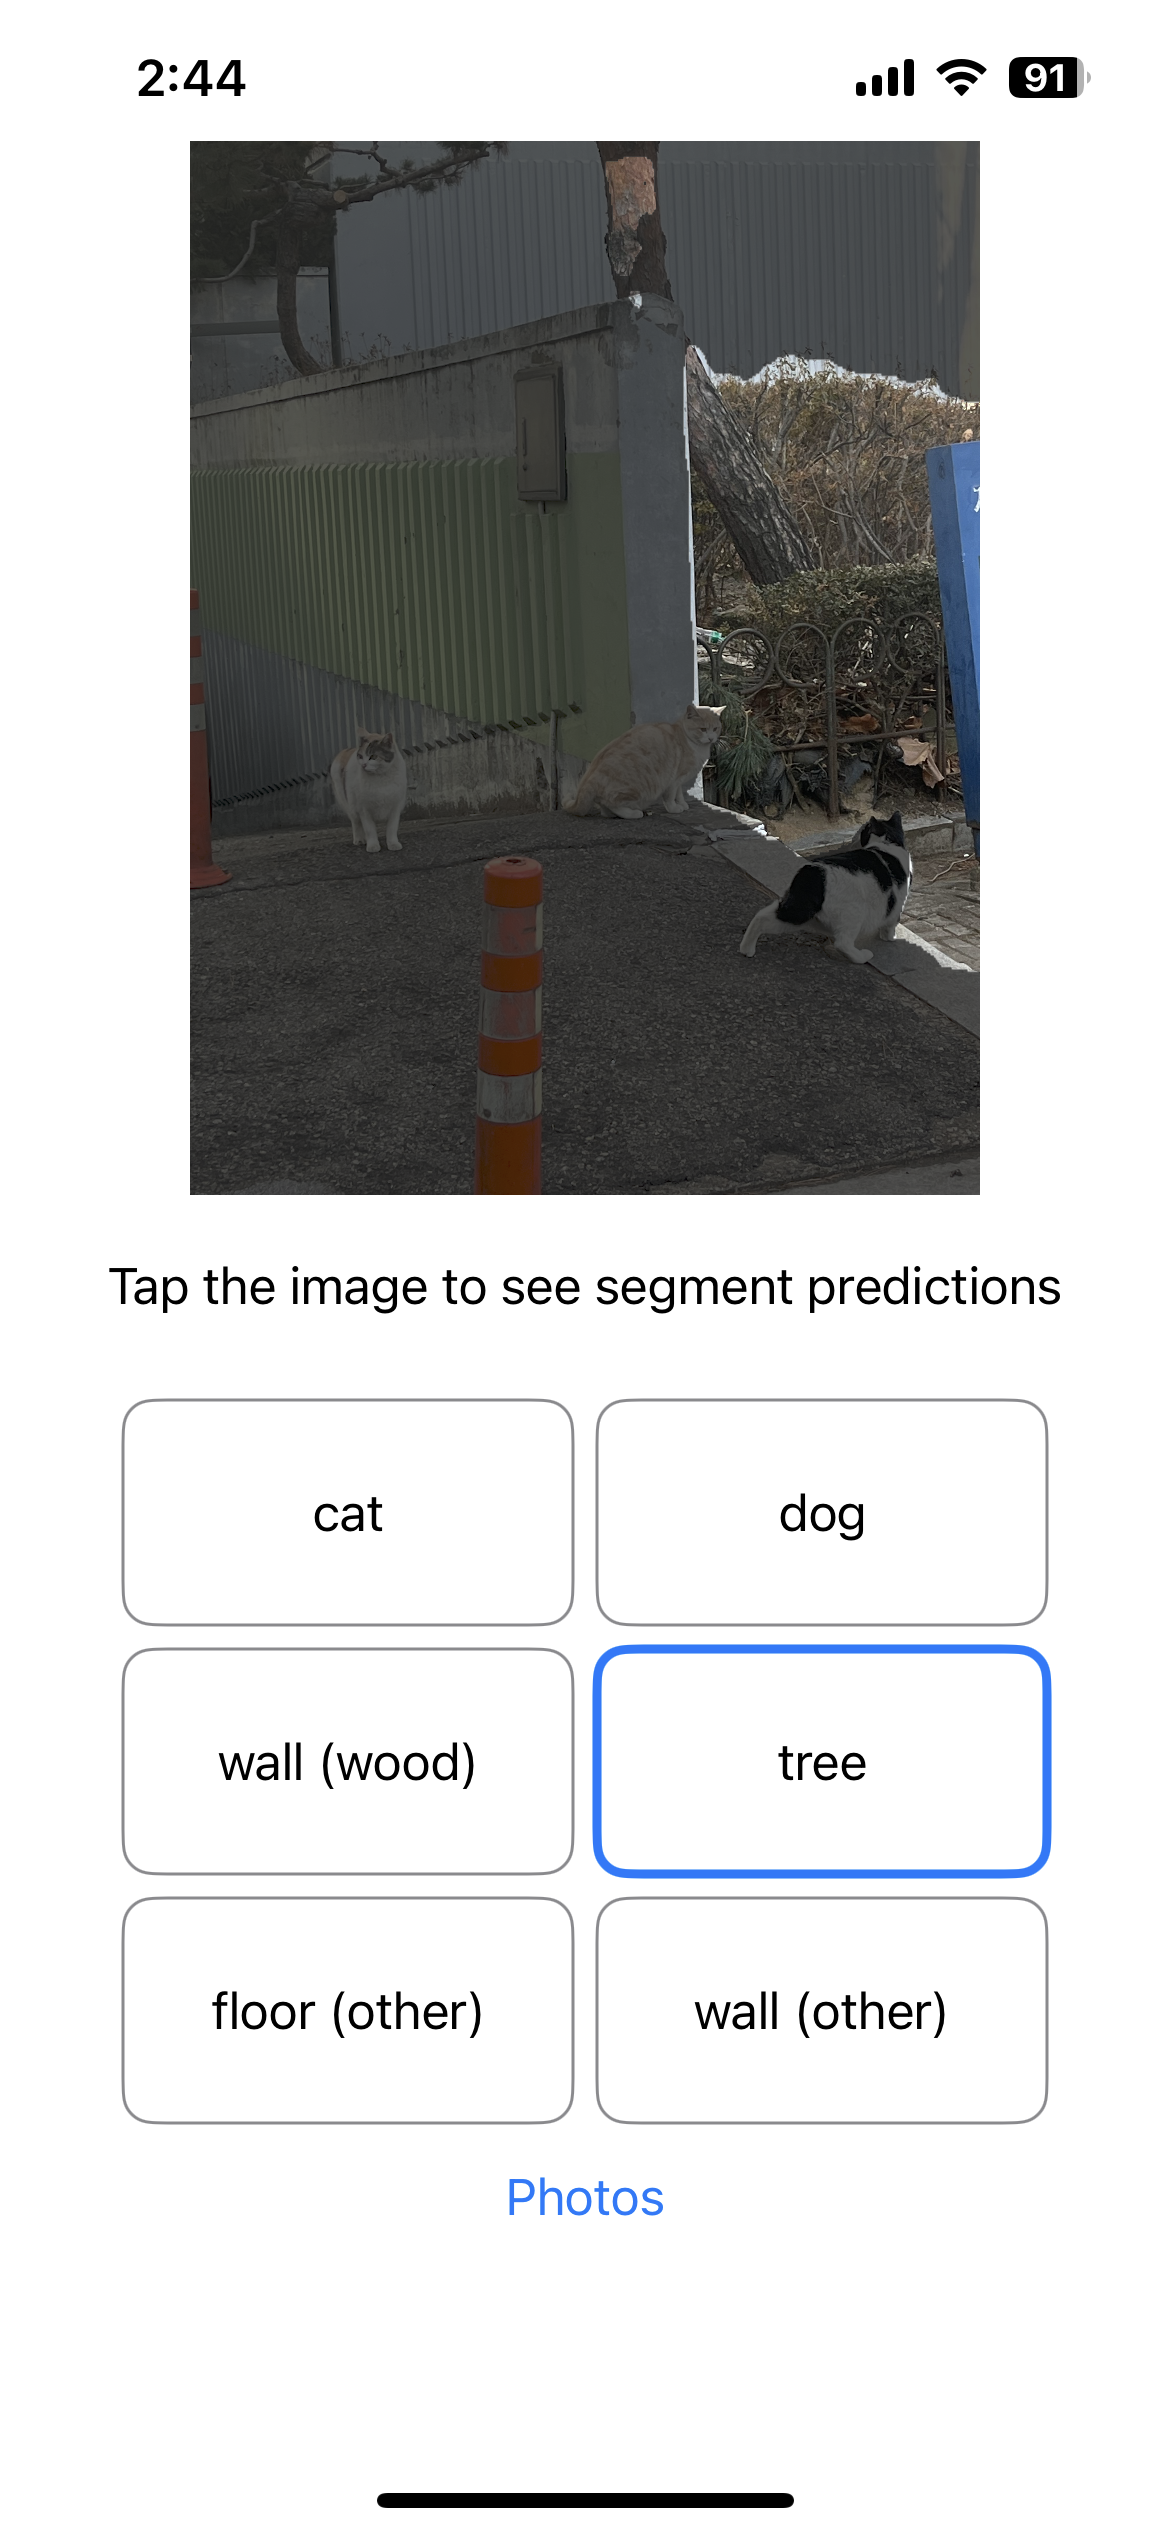 2:44
91
Tap the image to see segment predictions
cat
dog
wall (wood)
tree
floor (other)
wall (other)
Photos